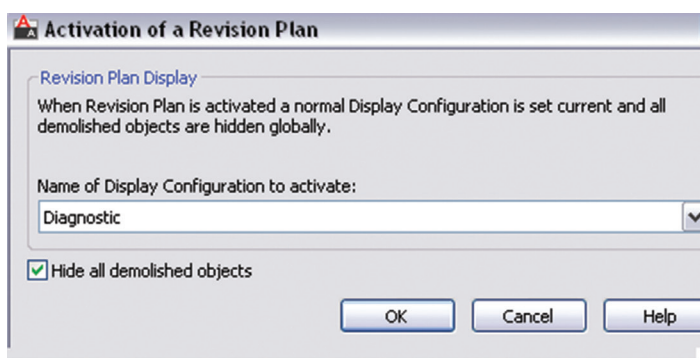 Activation of a Revision Plan
Revision Plan Display
When Revision Plan is activated a normal Display Configuration is set current and all
demolished objects are hidden globally.
Name of Display Configuration to activate:
Diagnostic
Hide all demolished objects
OK Cancel Help